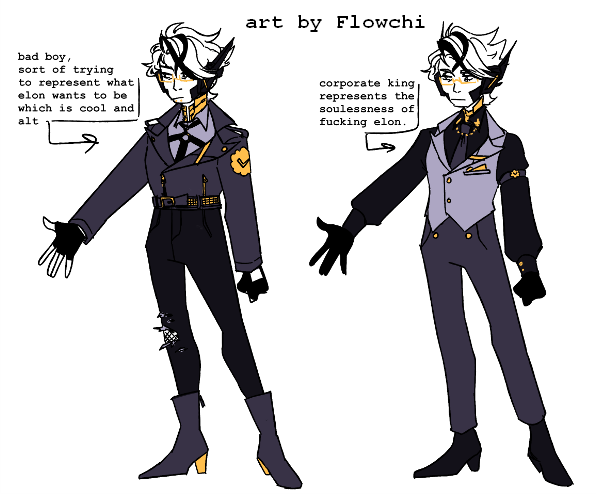 art by Flowchi
bad boy,
sort of trying
to represent what
elon wants to be
which is cool and
alt
corporate king
represents the
soulessness of
fucking elon.